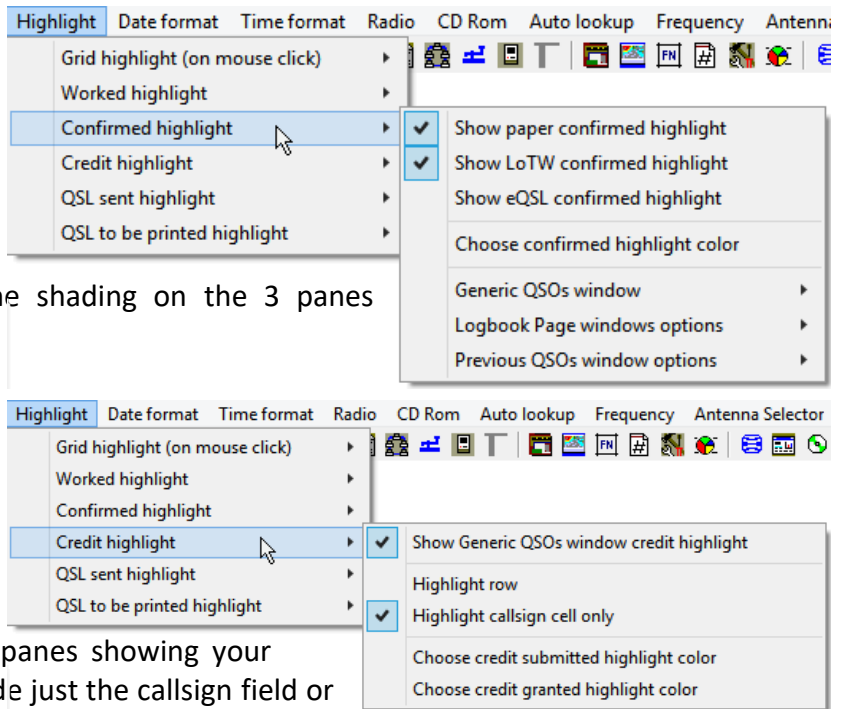 Highlight Date format Time format Radio CD Rom Auto lookup Frequency Antenna
Grid highlight (on mouse click)
Worked highlight
Confirmed highlight
Credit highlight
QSL sent highlight
QSL to be printed highlight
FN
#
Show paper confirmed highlight
Show LoTW confirmed highlight
Show eQSL confirmed highlight
Choose confirmed highlight color
Generic QSOs window
Logbook Page windows options
Previous QSOs window options
e shading on the 3 panes
Highlight Date format Time format Radio CD Rom Auto lookup Frequency Antenna Selector
Grid highlight (on mouse click)
Worked highlight
Confirmed highlight
Credit highlight
QSL sent highlight
QSL to be printed highlight
FN
#
Show Generic QSOs window credit highlight
Highlight row
Highlight callsign cell only
Choose credit submitted highlight color
Choose credit granted highlight color
panes showing your
de just the callsign field or